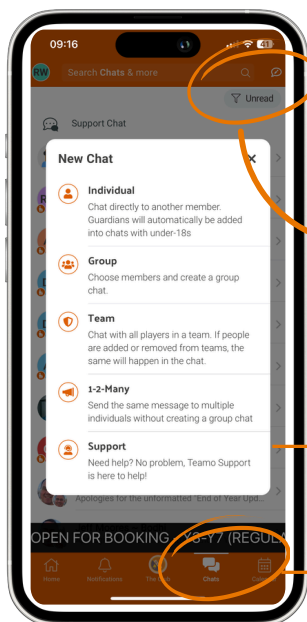 09:16
41
RW
Search Chats & more
Unread
Support Chat
New Chat
Individual
Chat directly to another member.
Guardians will automatically be added
into chats with under-18s
Group
Choose members and create a group
chat.
Team
Chat with all players in a team. If people
are added or removed from teams, the
same will happen in the chat.
1-2-Many
Send the same message to multiple
individuals without creating a group chat
Support
Need help? No problem, Teamo Support
is here to help!
Apologies for the unformatted "End of Year Upd...
OPEN FOR BOOKING - Y3-Y7 (REGULA
Home
Notifications
The Club
Chats